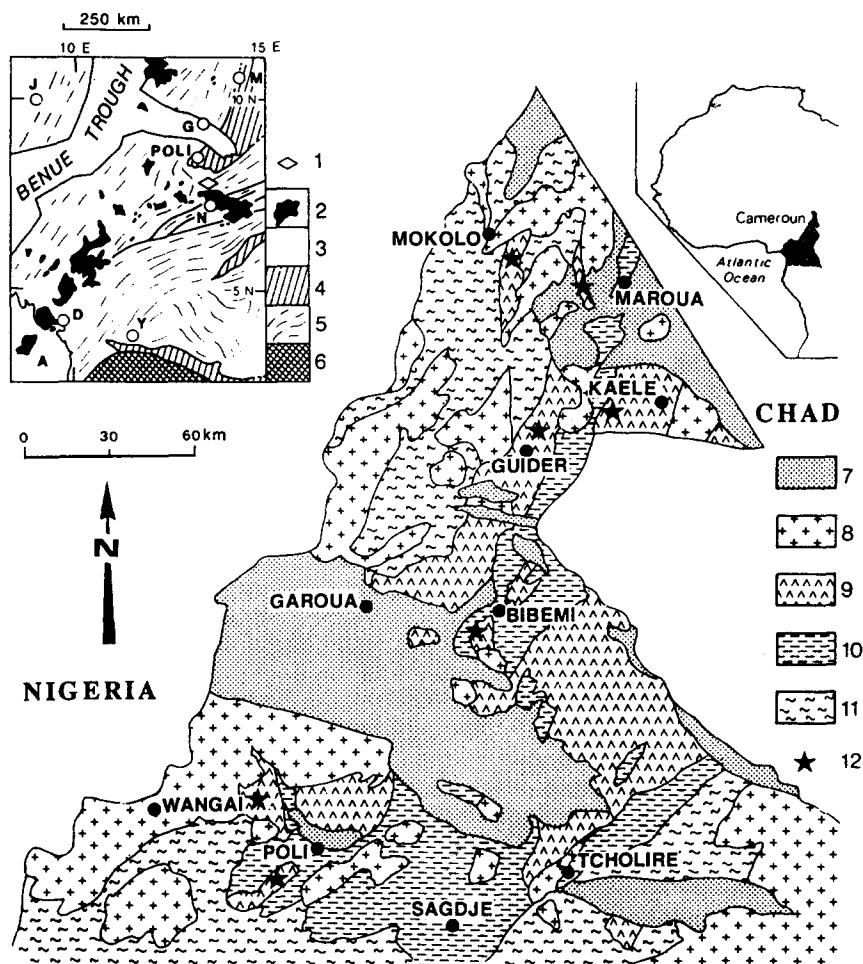 250 km
10 E
15 E
J
M
10 N
BENUE TROUGH
G
POLI
N
5 N
D
Y
A
1
2
3
4
5
6
Cameroun
Atlantic
Ocean
MOKOLO
MAROUA
KAELE
CHAD
GUIDER
0 30 60 km
N
GAROUA
BIBEMI
NIGERIA
WANGAI
POLI
TCHOLIRE
SAGDJE
7
8
9
10
11
12